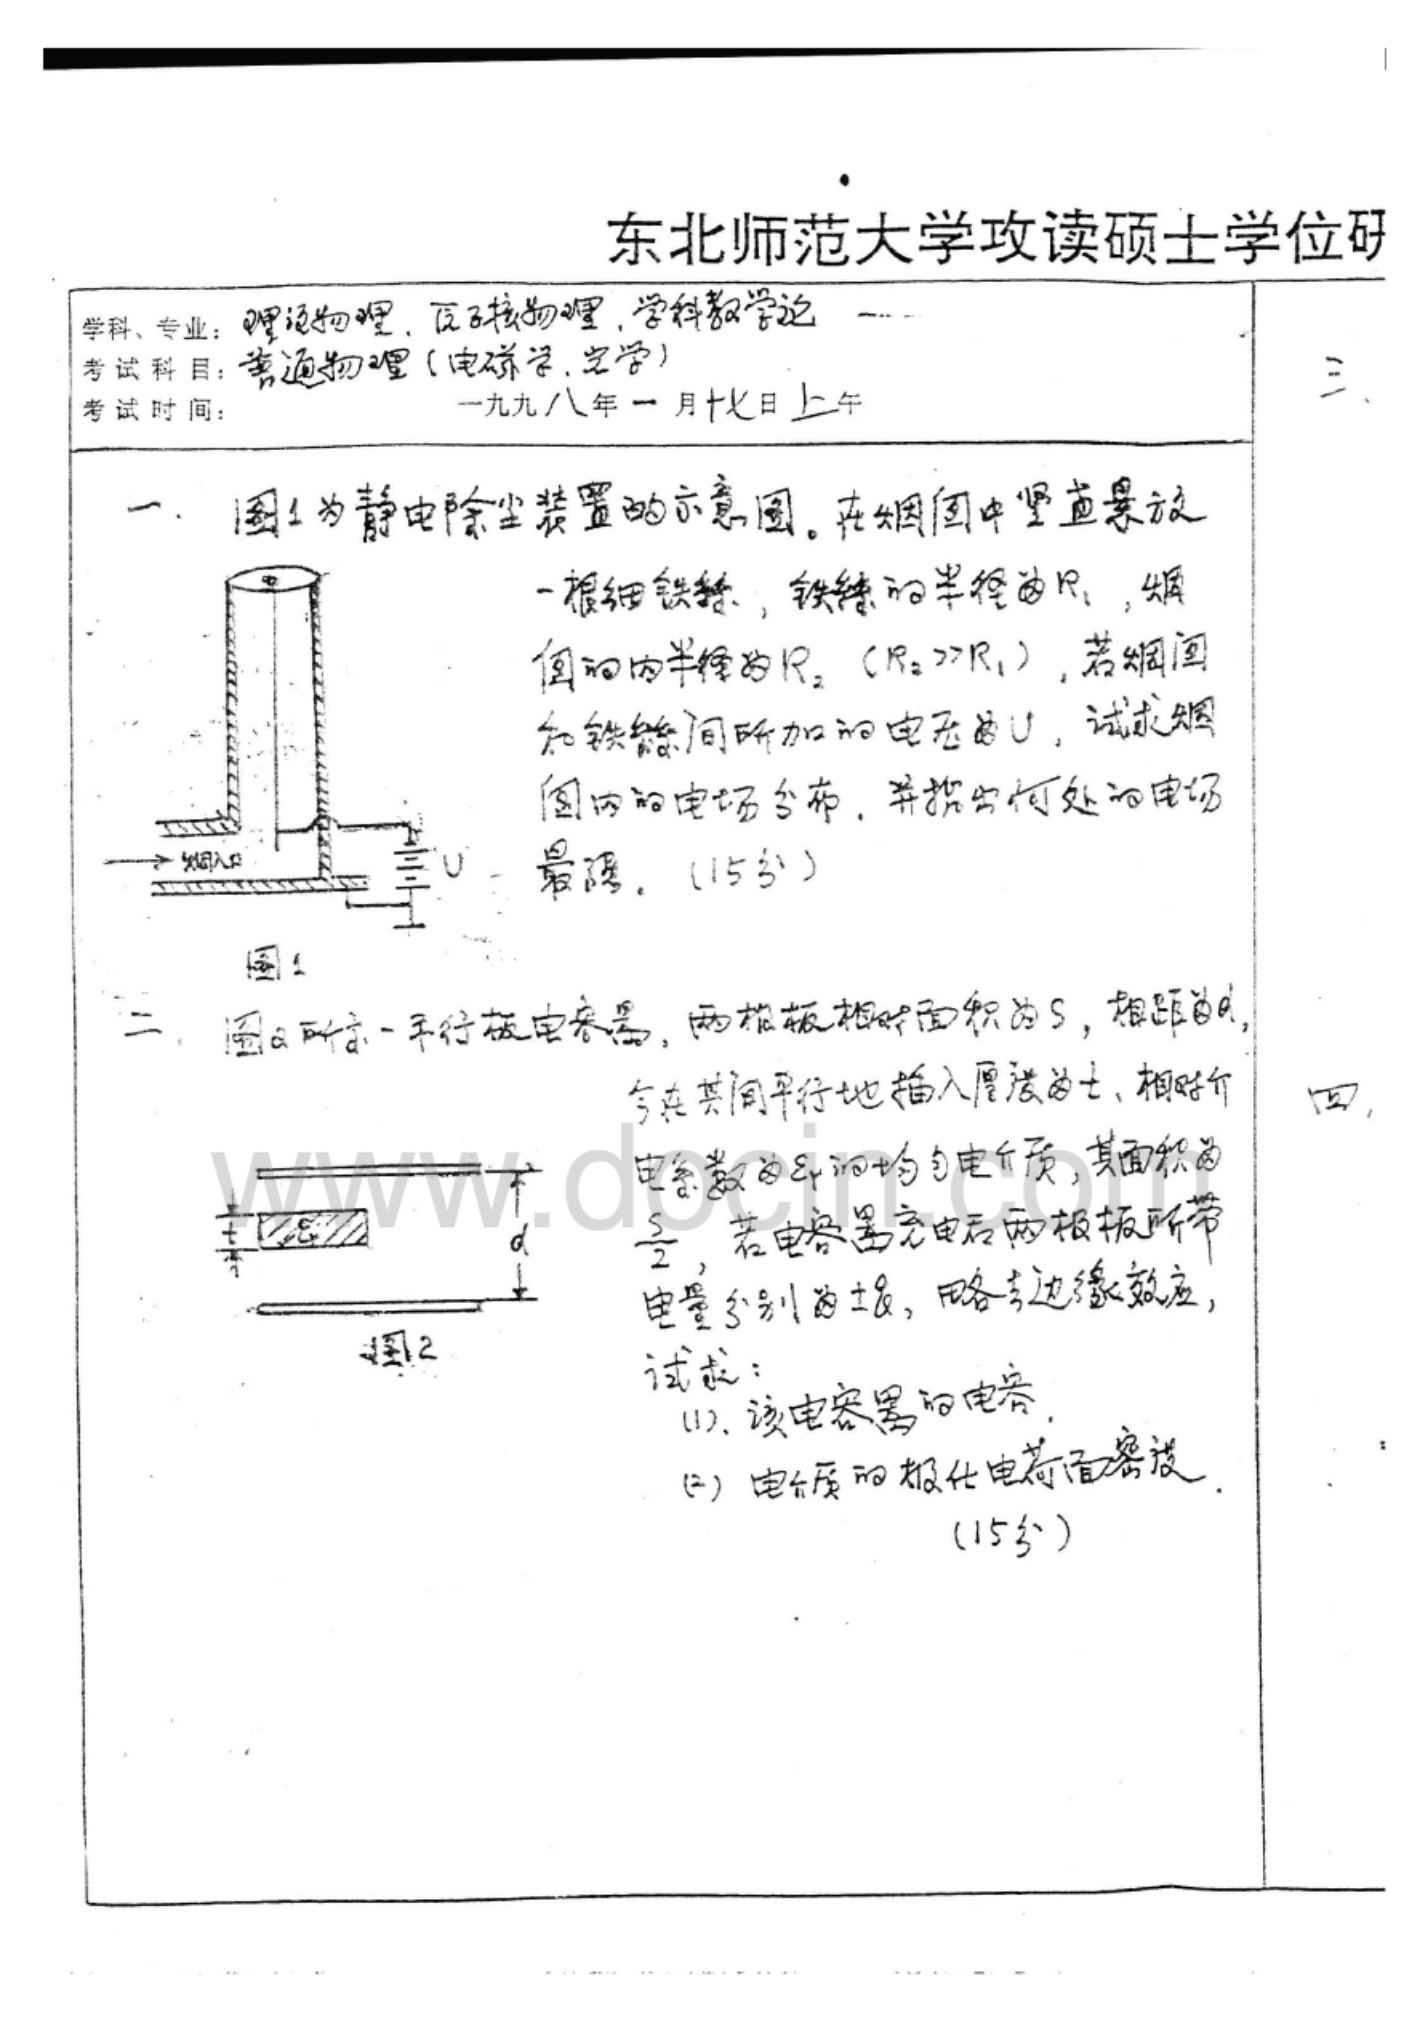 东北师范大学攻读硕士学位研
学科、专业：理论物理、原子核物理、学科教学论
考试科目：普通物理（电磁学、光学）
考试时间： 一九九八年一月十七日上午
三、
一、图1为静电除尘装置的示意图。在烟囱中竖直悬放
一根细铁丝，铁丝的半径为R₁，烟
囱的内半径为R₂（R₂>>R₁），若烟囱
和铁丝间所加的电压为U，试求烟
囱内的电场分布，并指出何处的电场
最强．（15分）
烟入口
U
图1
二、图2所示一平行板电容器，两极板相对面积为S，相距为d，
今在其间平行地插入厚度为t、相对介
电系数为εr的均匀电介质，其面积为
S/2，若电容器充电后两极板所带
电量分别为±Q，略去边缘效应，
试求：
(1)、该电容器的电容．
(2) 电介质的极化电荷面密度．
（15分）
t
εr
d
图2
四、
www.docin.com